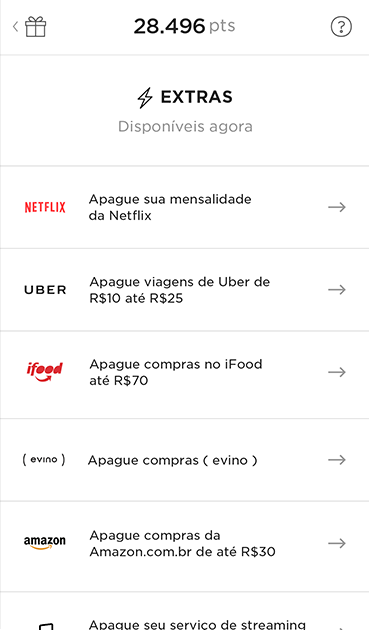 28.496 pts
?
EXTRAS
Disponíveis agora
NETFLIX
Apague sua mensalidade
da Netflix
UBER
Apague viagens de Uber de
R$10 até R$25
ifood
Apague compras no iFood
até R$70
( evino )
Apague compras ( evino )
amazon
Apague compras da
Amazon.com.br de até R$30
Apague seu serviço de streaming